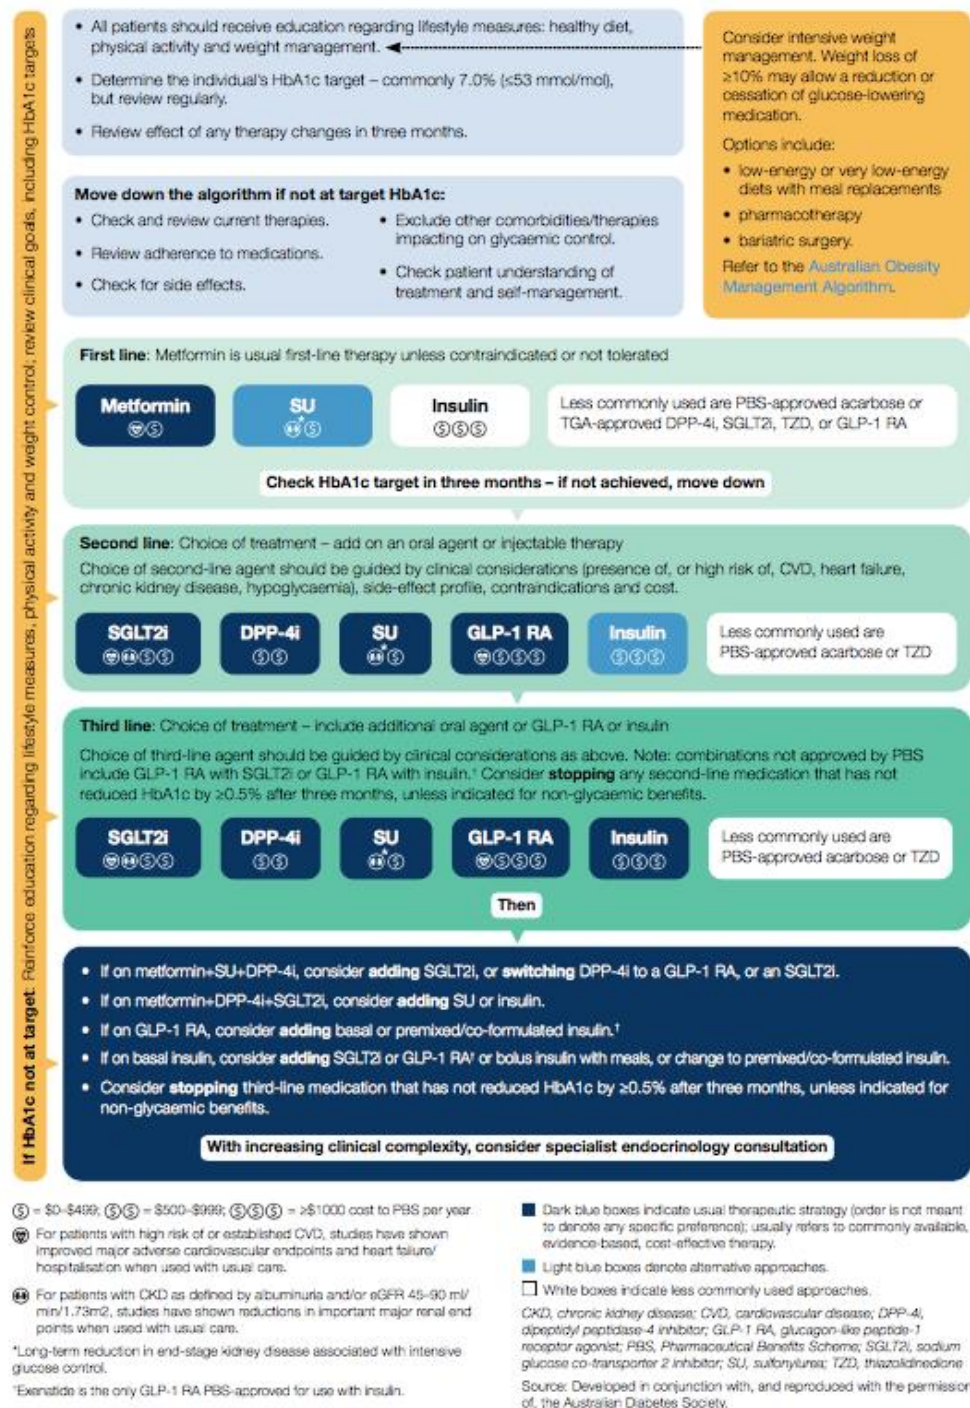 If HbA1c not at target: Reinforce education regarding lifestyle measures, physical activity and weight control; review clinical goals, including HbA1c targets
• All patients should receive education regarding lifestyle measures: healthy diet,
physical activity and weight management.
• Determine the individual's HbA1c target – commonly 7.0% (≤53 mmol/mol),
but review regularly.
• Review effect of any therapy changes in three months.
Consider intensive weight
management. Weight loss of
≥10% may allow a reduction or
cessation of glucose-lowering
medication.
Options include:
• low-energy or very low-energy
diets with meal replacements
• pharmacotherapy
• bariatric surgery.
Refer to the Australian Obesity
Management Algorithm.
Move down the algorithm if not at target HbA1c:
• Check and review current therapies.
• Review adherence to medications.
• Check for side effects.
• Exclude other comorbidities/therapies
impacting on glycaemic control.
• Check patient understanding of
treatment and self-management.
First line: Metformin is usual first-line therapy unless contraindicated or not tolerated
Metformin
$
SU
* $
Insulin
$$$
Less commonly used are PBS-approved acarbose or
TGA-approved DPP-4i, SGLT2i, TZD, or GLP-1 RA
Check HbA1c target in three months – if not achieved, move down
Second line: Choice of treatment – add on an oral agent or injectable therapy
Choice of second-line agent should be guided by clinical considerations (presence of, or high risk of, CVD, heart failure,
chronic kidney disease, hypoglycaemia), side-effect profile, contraindications and cost.
SGLT2i
$$
DPP-4i
$$
SU
* $
GLP-1 RA
$$$
Insulin
$$$
Less commonly used are
PBS-approved acarbose or TZD
Third line: Choice of treatment – include additional oral agent or GLP-1 RA or insulin
Choice of third-line agent should be guided by clinical considerations as above. Note: combinations not approved by PBS
include GLP-1 RA with SGLT2i or GLP-1 RA with insulin.† Consider stopping any second-line medication that has not
reduced HbA1c by ≥0.5% after three months, unless indicated for non-glycaemic benefits.
SGLT2i
$$
DPP-4i
$$
SU
* $
GLP-1 RA
$$$
Insulin
$$$
Less commonly used are
PBS-approved acarbose or TZD
Then
• If on metformin+SU+DPP-4i, consider adding SGLT2i, or switching DPP-4i to a GLP-1 RA, or an SGLT2i.
• If on metformin+DPP-4i+SGLT2i, consider adding SU or insulin.
• If on GLP-1 RA, consider adding basal or premixed/co-formulated insulin.†
• If on basal insulin, consider adding SGLT2i or GLP-1 RA† or bolus insulin with meals, or change to premixed/co-formulated insulin.
• Consider stopping third-line medication that has not reduced HbA1c by ≥0.5% after three months, unless indicated for
non-glycaemic benefits.
With increasing clinical complexity, consider specialist endocrinology consultation
$ = $0–$499; $$ = $500–$999; $$$ = ≥$1000 cost to PBS per year.
For patients with high risk of or established CVD, studies have shown
improved major adverse cardiovascular endpoints and heart failure/
hospitalisation when used with usual care.
For patients with CKD as defined by albuminuria and/or eGFR 45–90 ml/
min/1.73m2, studies have shown reductions in important major renal end
points when used with usual care.
*Long-term reduction in end-stage kidney disease associated with intensive
glucose control.
†Exenatide is the only GLP-1 RA PBS-approved for use with insulin.
Dark blue boxes indicate usual therapeutic strategy (order is not meant
to denote any specific preference); usually refers to commonly available,
evidence-based, cost-effective therapy.
Light blue boxes denote alternative approaches.
White boxes indicate less commonly used approaches.
CKD, chronic kidney disease; CVD, cardiovascular disease; DPP-4i,
dipeptidyl peptidase-4 inhibitor; GLP-1 RA, glucagon-like peptide-1
receptor agonist; PBS, Pharmaceutical Benefits Scheme; SGLT2i, sodium
glucose co-transporter 2 inhibitor; SU, sulfonylurea; TZD, thiazolidinedione
Source: Developed in conjunction with, and reproduced with the permission
of, the Australian Diabetes Society.